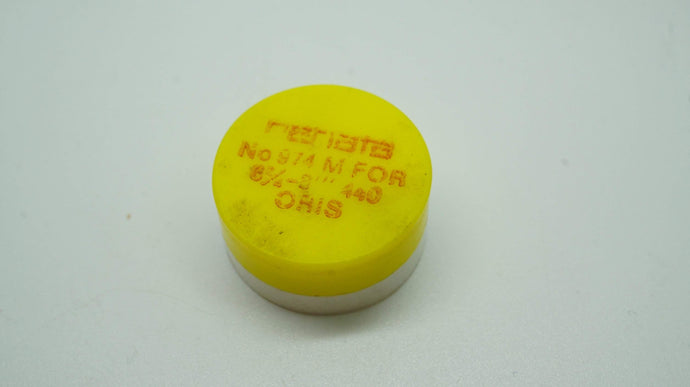 renata
No 974 M FOR
6¾-8''' 440
ORIS